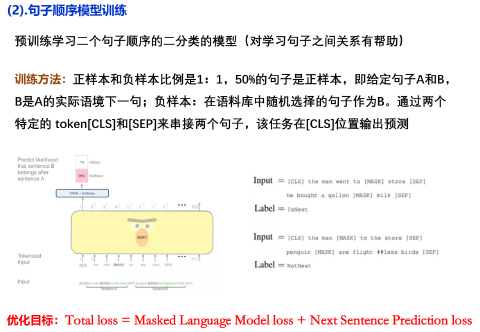 (2).句子顺序模型训练
预训练学习二个句子顺序的二分类的模型（对学习句子之间关系有帮助）
训练方法：正样本和负样本比例是1：1，50%的句子是正样本，即给定句子A和B，
B是A的实际语境下一句；负样本：在语料库中随机选择的句子作为B。通过两个
特定的 token[CLS]和[SEP]来串接两个句子，该任务在[CLS]位置输出预测
Predict likelihood
that sentence B
belongs after
sentence A
1%
IsNext
99%
NotNext
FFNN + Softmax
BERT
Tokenized
Input
Input
Input = [CLS] the man went to [MASK] store [SEP]
he bought a gallon [MASK] milk [SEP]
Label = IsNext
Input = [CLS] the man [MASK] to the store [SEP]
penguin [MASK] are flight ##less birds [SEP]
Label = NotNext
优化目标：Total loss = Masked Language Model loss + Next Sentence Prediction loss